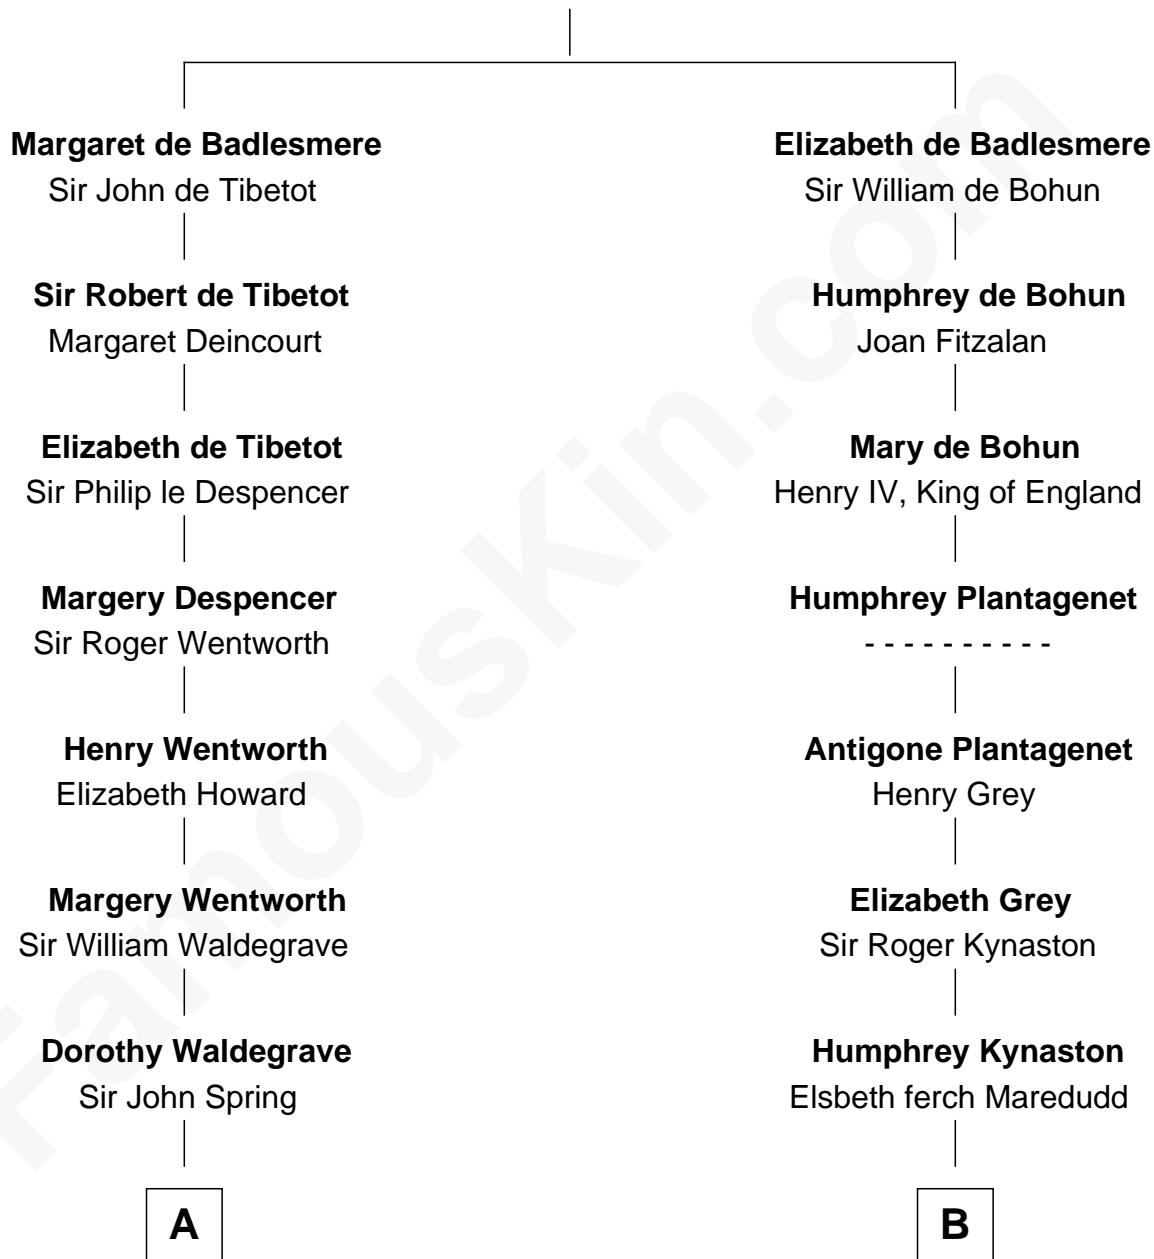 Margaret de Badlesmere
Sir John de Tibetot
Sir Robert de Tibetot
Margaret Deincourt
Elizabeth de Tibetot
Sir Philip le Despencer
Margery Despencer
Sir Roger Wentworth
Henry Wentworth
Elizabeth Howard
Margery Wentworth
Sir William Waldegrave
Dorothy Waldegrave
Sir John Spring
A
Elizabeth de Badlesmere
Sir William de Bohun
Humphrey de Bohun
Joan Fitzalan
Mary de Bohun
Henry IV, King of England
Humphrey Plantagenet
- - - - - - - - - -
Antigone Plantagenet
Henry Grey
Elizabeth Grey
Sir Roger Kynaston
Humphrey Kynaston
Elsbeth ferch Maredudd
B
FamousKin.com